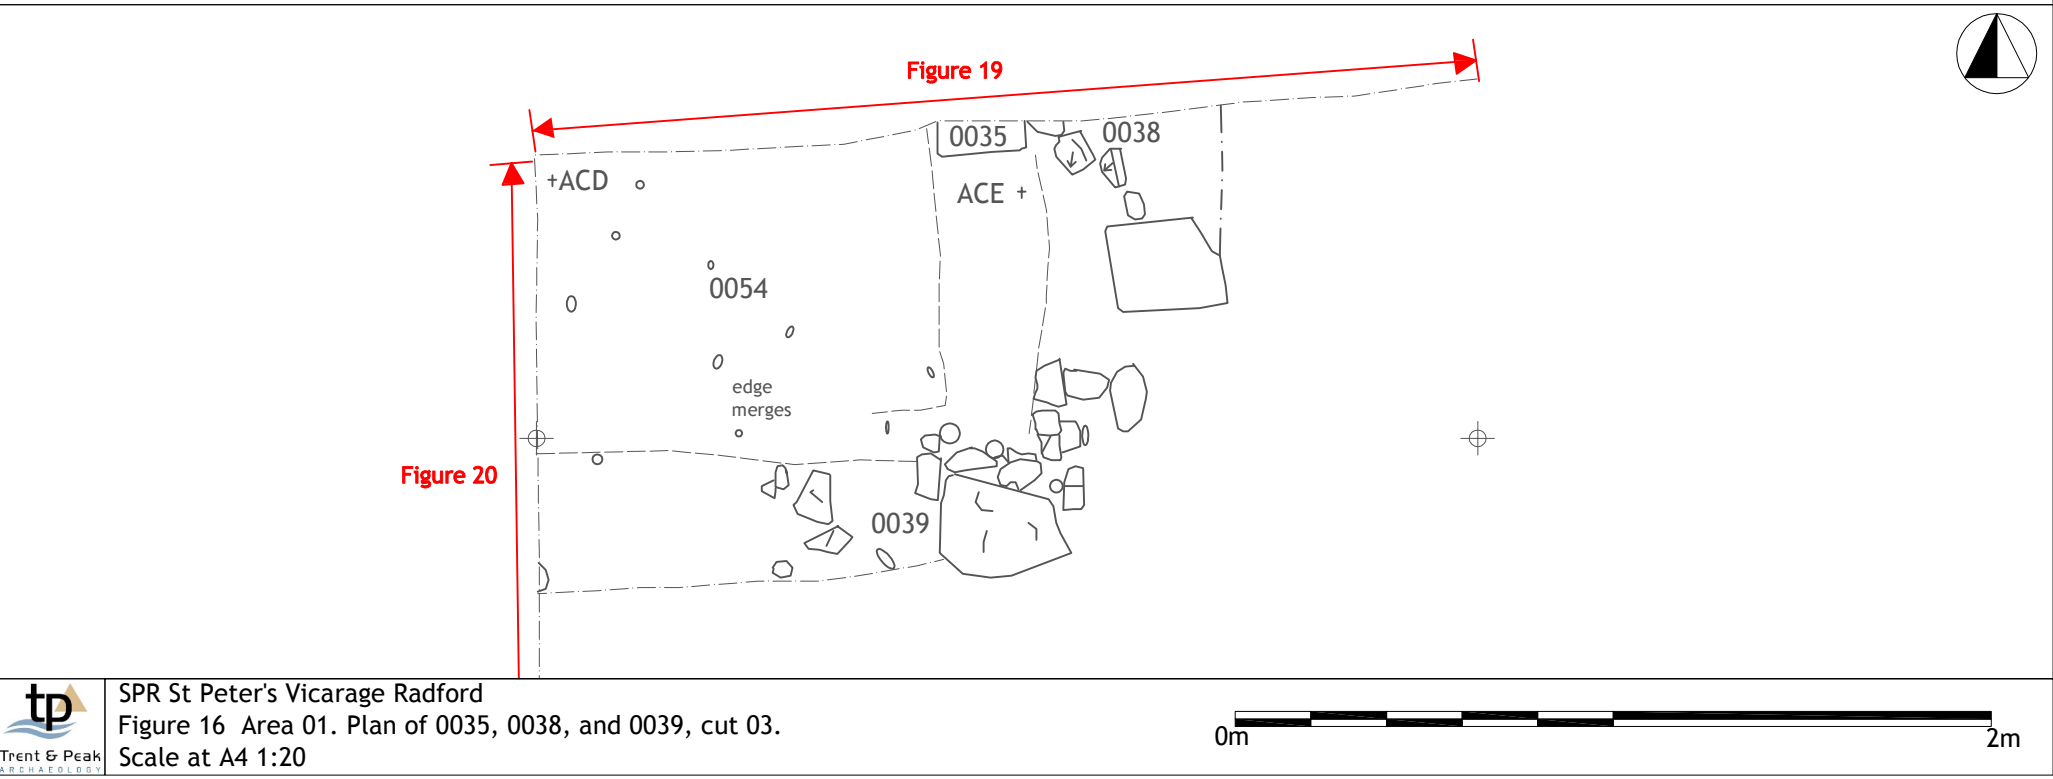 Figure 19
0035
0038
+ACD
ACE +
0054
edge
merges
Figure 20
0039
tp
Trent & Peak
ARCHAEOLOGY
SPR St Peter's Vicarage Radford
Figure 16 Area 01. Plan of 0035, 0038, and 0039, cut 03.
Scale at A4 1:20
0m
2m